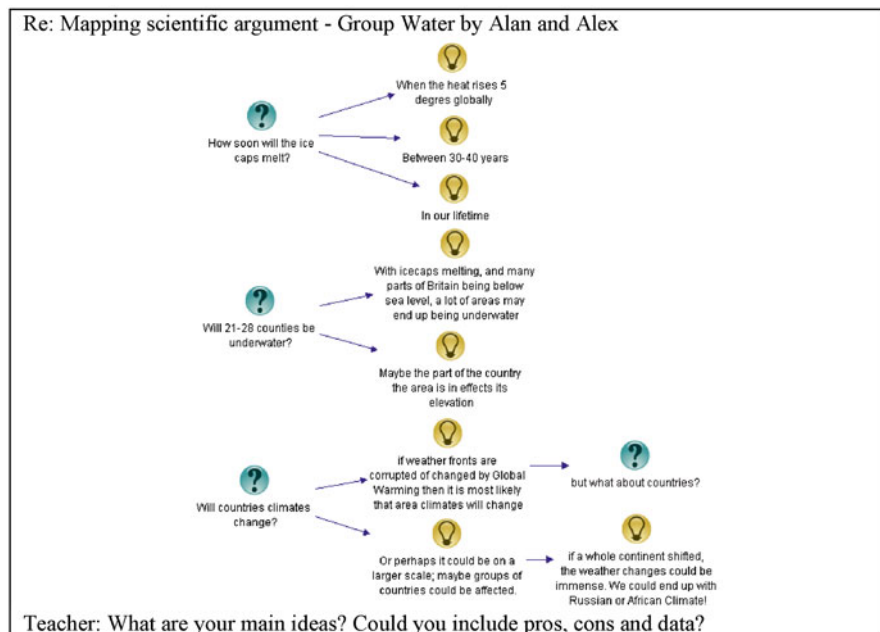 Re: Mapping scientific argument - Group Water by Alan and Alex
When the heat rises 5
degres globally
How soon will the ice
caps melt?
Between 30-40 years
In our lifetime
With icecaps melting, and many
parts of Britain being below
sea level, a lot of areas may
end up being underwater
Will 21-28 counties be
underwater?
Maybe the part of the country
the area is in effects its
elevation
if weather fronts are
corrupted of changed by Global
Warming then it is most likely
that area climates will change
but what about countries?
Will countries climates
change?
Or perhaps it could be on a
larger scale; maybe groups of
countries could be affected.
if a whole continent shifted,
the weather changes could be
immense. We could end up with
Russian or African Climate!
Teacher: What are your main ideas? Could you include pros, cons and data?